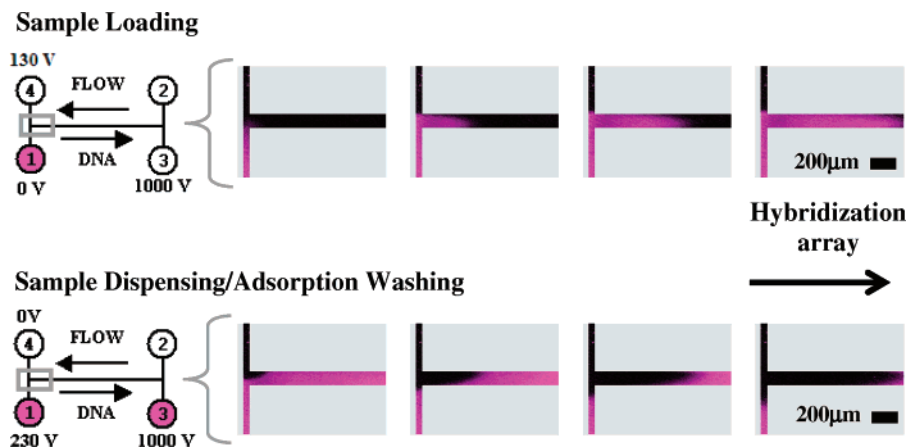 Sample Loading
130 V
4
FLOW
2
DNA
1
3
0 V
1000 V
200µm
Hybridization
array
Sample Dispensing/Adsorption Washing
0V
4
FLOW
2
DNA
1
3
230 V
1000 V
200µm